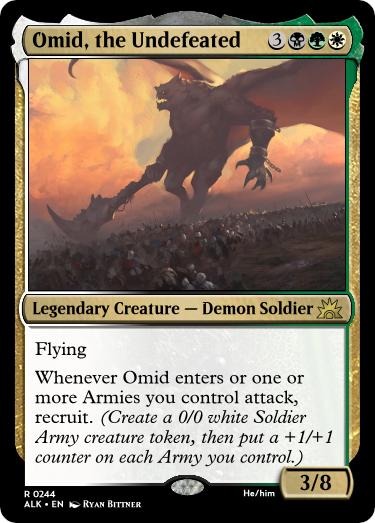 Omid, the Undefeated 3
Legendary Creature — Demon Soldier
Flying
Whenever Omid enters or one or
more Armies you control attack,
recruit. (Create a 0/0 white Soldier
Army creature token, then put a +1/+1
counter on each Army you control.)
3/8
R 0244
ALK • EN RYAN BITTNER
He/him